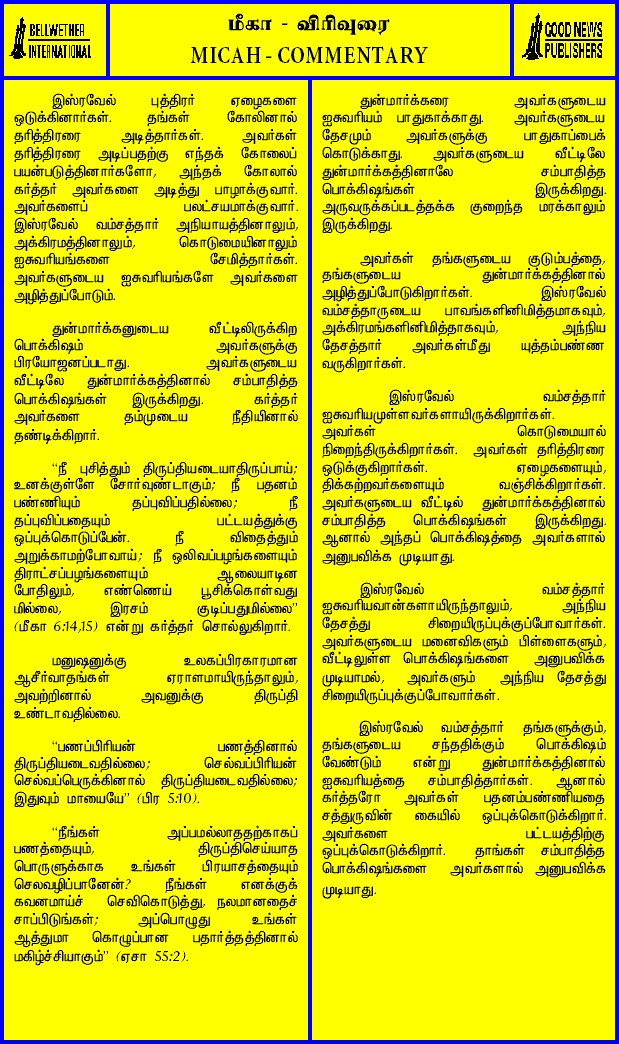 BELLWETHER
INTERNATIONAL
மீகா - விரிவுரை
MICAH - COMMENTARY
GOOD NEWS
PUBLISHERS
இஸ்ரவேல் புத்திரர் ஏழைகளை
ஒடுக்கினார்கள். தங்கள் கோலினால்
தரித்திரரை அடித்தார்கள். அவர்கள்
தரித்திரரை அடிப்பதற்கு எந்தக் கோலைப்
பயன்படுத்தினார்களோ, அந்தக் கோலால்
கர்த்தர் அவர்களை அடித்து பாழாக்குவார்.
அவர்களைப் பலட்சயமாக்குவார்.
இஸ்ரவேல் வம்சத்தார் அநியாயத்தினாலும்,
அக்கிரமத்தினாலும், கொடுமையினாலும்
ஐசுவரியங்களை சேமித்தார்கள்.
அவர்களுடைய ஐசுவரியங்களே அவர்களை
அழித்துப்போடும்.
துன்மார்க்கனுடைய வீட்டிலிருக்கிற
பொக்கிஷம் அவர்களுக்கு
பிரயோஜனப்படாது. அவர்களுடைய
வீட்டிலே துன்மார்க்கத்தினால் சம்பாதித்த
பொக்கிஷங்கள் இருக்கிறது. கர்த்தர்
அவர்களை தம்முடைய நீதியினால்
தண்டிக்கிறார்.
“நீ புசித்தும் திருப்தியடையாதிருப்பாய்;
உனக்குள்ளே சோர்வுண்டாகும்; நீ பதனம்
பண்ணியும் தப்புவிப்பதில்லை; நீ
தப்புவிப்பதையும் பட்டயத்துக்கு
ஒப்புக்கொடுப்பேன். நீ விதைத்தும்
அறுக்காமற்போவாய்; நீ ஒலிவப்பழங்களையும்
திராட்சப்பழங்களையும் ஆலையாடின
போதிலும், எண்ணெய் பூசிக்கொள்வது
மில்லை, இரசம் குடிப்பதுமில்லை”
(மீகா 6:14,15) என்று கர்த்தர் சொல்லுகிறார்.
மனுஷனுக்கு உலகப்பிரகாரமான
ஆசீர்வாதங்கள் ஏராளமாயிருந்தாலும்,
அவற்றினால் அவனுக்கு திருப்தி
உண்டாவதில்லை.
“பணப்பிரியன் பணத்தினால்
திருப்தியடைவதில்லை; செல்வப்பிரியன்
செல்வப்பெருக்கினால் திருப்தியடைவதில்லை;
இதுவும் மாயையே” (பிர 5:10).
“நீங்கள் அப்பமல்லாததற்காகப்
பணத்தையும், திருப்திசெய்யாத
பொருளுக்காக உங்கள் பிரயாசத்தையும்
செலவழிப்பானேன்? நீங்கள் எனக்குக்
கவனமாய்ச் செவிகொடுத்து, நலமானதைச்
சாப்பிடுங்கள்; அப்பொழுது உங்கள்
ஆத்துமா கொழுப்பான பதார்த்தத்தினால்
மகிழ்ச்சியாகும்” (ஏசா 55:2).
துன்மார்க்கரை அவர்களுடைய
ஐசுவரியம் பாதுகாக்காது. அவர்களுடைய
தேசமும் அவர்களுக்கு பாதுகாப்பைக்
கொடுக்காது. அவர்களுடைய வீட்டிலே
துன்மார்க்கத்தினாலே சம்பாதித்த
பொக்கிஷங்கள் இருக்கிறது.
அருவருக்கப்படத்தக்க குறைந்த மரக்காலும்
இருக்கிறது.
அவர்கள் தங்களுடைய குடும்பத்தை,
தங்களுடைய துன்மார்க்கத்தினால்
அழித்துப்போடுகிறார்கள். இஸ்ரவேல்
வம்சத்தாருடைய பாவங்களினிமித்தமாகவும்,
அக்கிரமங்களினிமித்தாகவும், அந்நிய
தேசத்தார் அவர்கள்மீது யுத்தம்பண்ண
வருகிறார்கள்.
இஸ்ரவேல் வம்சத்தார்
ஐசுவரியமுள்ளவர்களாயிருக்கிறார்கள்.
அவர்கள் கொடுமையால்
நிறைந்திருக்கிறார்கள். அவர்கள் தரித்திரரை
ஒடுக்குகிறார்கள். ஏழைகளையும்,
திக்கற்றவர்களையும் வஞ்சிக்கிறார்கள்.
அவர்களுடைய வீட்டில் துன்மார்க்கத்தினால்
சம்பாதித்த பொக்கிஷங்கள் இருக்கிறது.
ஆனால் அந்தப் பொக்கிஷத்தை அவர்களால்
அனுபவிக்க முடியாது.
இஸ்ரவேல் வம்சத்தார்
ஐசுவரியவான்களாயிருந்தாலும், அந்நிய
தேசத்து சிறையிருப்புக்குப்போவார்கள்.
அவர்களுடைய மனைவிகளும் பிள்ளைகளும்,
வீட்டிலுள்ள பொக்கிஷங்களை அனுபவிக்க
முடியாமல், அவர்களும் அந்நிய தேசத்து
சிறையிருப்புக்குப்போவார்கள்.
இஸ்ரவேல் வம்சத்தார் தங்களுக்கும்,
தங்களுடைய சந்ததிக்கும் பொக்கிஷம்
வேண்டும் என்று துன்மார்க்கத்தினால்
ஐசுவரியத்தை சம்பாதித்தார்கள். ஆனால்
கர்த்தரோ அவர்கள் பதனம்பண்ணியதை
சத்துருவின் கையில் ஒப்புக்கொடுக்கிறார்.
அவர்களை பட்டயத்திற்கு
ஒப்புக்கொடுக்கிறார். தாங்கள் சம்பாதித்த
பொக்கிஷங்களை அவர்களால் அனுபவிக்க
முடியாது.